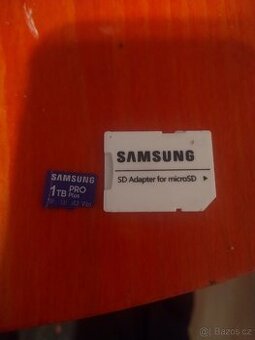 SAMSUNG
1TB PRO
Plus
SAMSUNG
SD Adapter for microSD
Bazos.cz